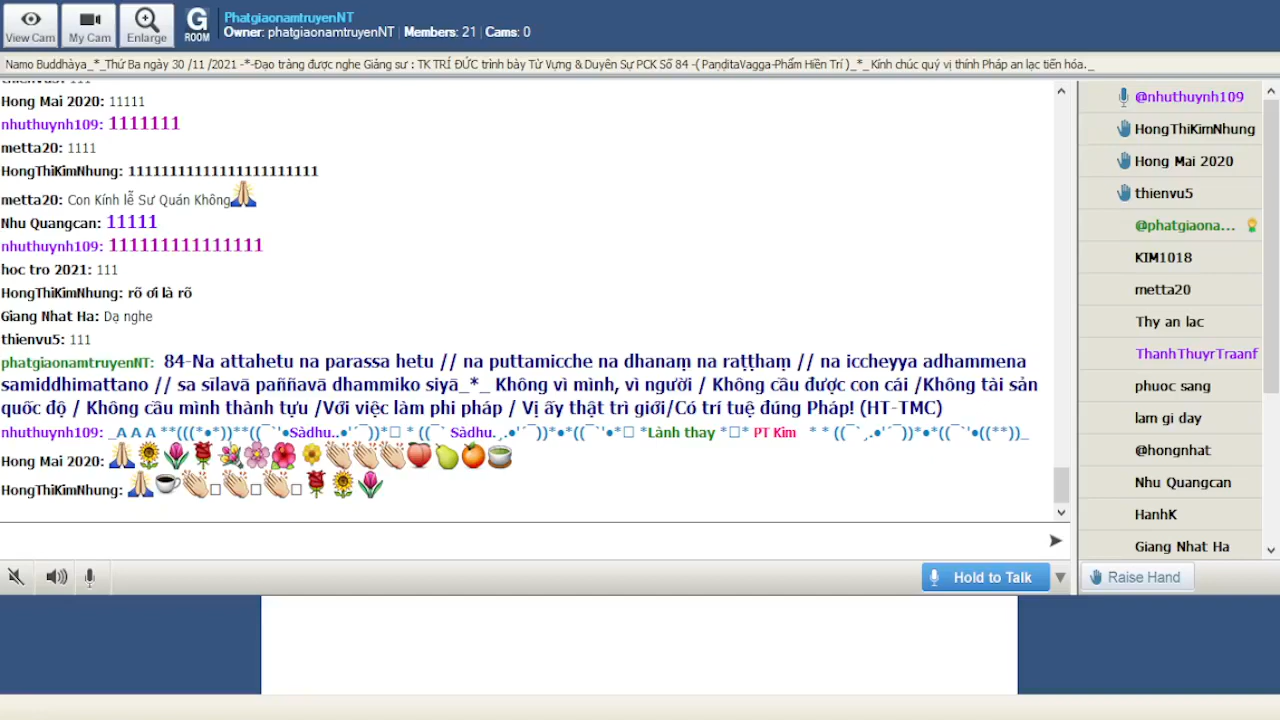 View Cam
My Cam
Enlarge
G
ROOM
PhatgiaonamtruyenNT
Owner: phatgiaonamtruyenNT | Members: 21 | Cams: 0
Namo Buddhàya_*_Thứ Ba ngày 30 /11 /2021 -*-Đạo tràng được nghe Giảng sư : TK TRÍ ĐỨC trình bày Từ Vựng & Duyên Sự PCK Số 84 -( PaṇḍitaVagga-Phẩm Hiền Trí )_*_ Kính chúc quý vị thính Pháp an lạc tiến hóa._
thienvu5: 111
Hong Mai 2020: 11111
nhuthuynh109: 1111111
metta20: 1111
HongThiKimNhung: 11111111111111111111111
metta20: Con Kính lễ Sư Quán Không🙏
Nhu Quangcan: 11111
nhuthuynh109: 111111111111111
hoc tro 2021: 111
HongThiKimNhung: rõ ơi là rõ
Giang Nhat Ha: Dạ nghe
thienvu5: 111
phatgiaonamtruyenNT: 84-Na attahetu na parassa hetu // na puttamicche na dhanaṃ na raṭṭhaṃ // na iccheyya adhammena
samiddhimattano // sa sīlavā paññavā dhammiko siyā_*_ Không vì mình, vì người / Không cầu được con cái /Không tài sản
quốc độ / Không cầu mình thành tựu /Với việc làm phi pháp / Vị ấy thật trì giới/Có trí tuệ đúng Pháp! (HT-TMC)
nhuthuynh109: _A A A **(((*•*))**((¯`'•Sàdhu..•'´¯))*□ * ((¯` Sàdhu.¸.•'´¯))*•*((¯`'•*□ *Lành thay *□* PT Kim * * ((¯`¸.•'´¯))*•*((¯`'•((**))_
Hong Mai 2020: 🙏🌻🌷🌹💐🌸🌺🌼👏👏👏🍑🍐🍊🍵
HongThiKimNhung: 🙏☕👏□👏□👏□🌹🌻🌷
Hold to Talk
@nhuthuynh109
HongThiKimNhung
Hong Mai 2020
thienvu5
@phatgiaona...
KIM1018
metta20
Thy an lac
ThanhThuyrTraanf
phuoc sang
lam gi day
@hongnhat
Nhu Quangcan
HanhK
Giang Nhat Ha
Raise Hand